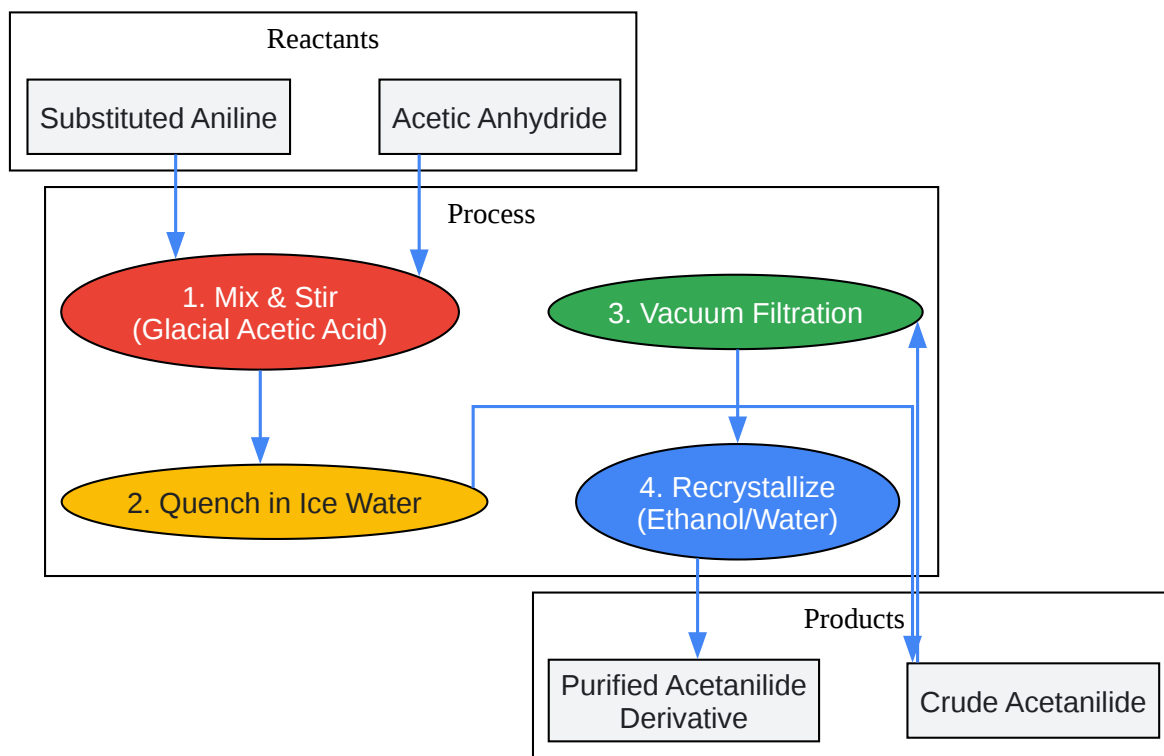 Reactants
Substituted Aniline
Acetic Anhydride
Process
1. Mix & Stir
(Glacial Acetic Acid)
3. Vacuum Filtration
2. Quench in Ice Water
4. Recrystallize
(Ethanol/Water)
Products
Purified Acetanilide
Derivative
Crude Acetanilide